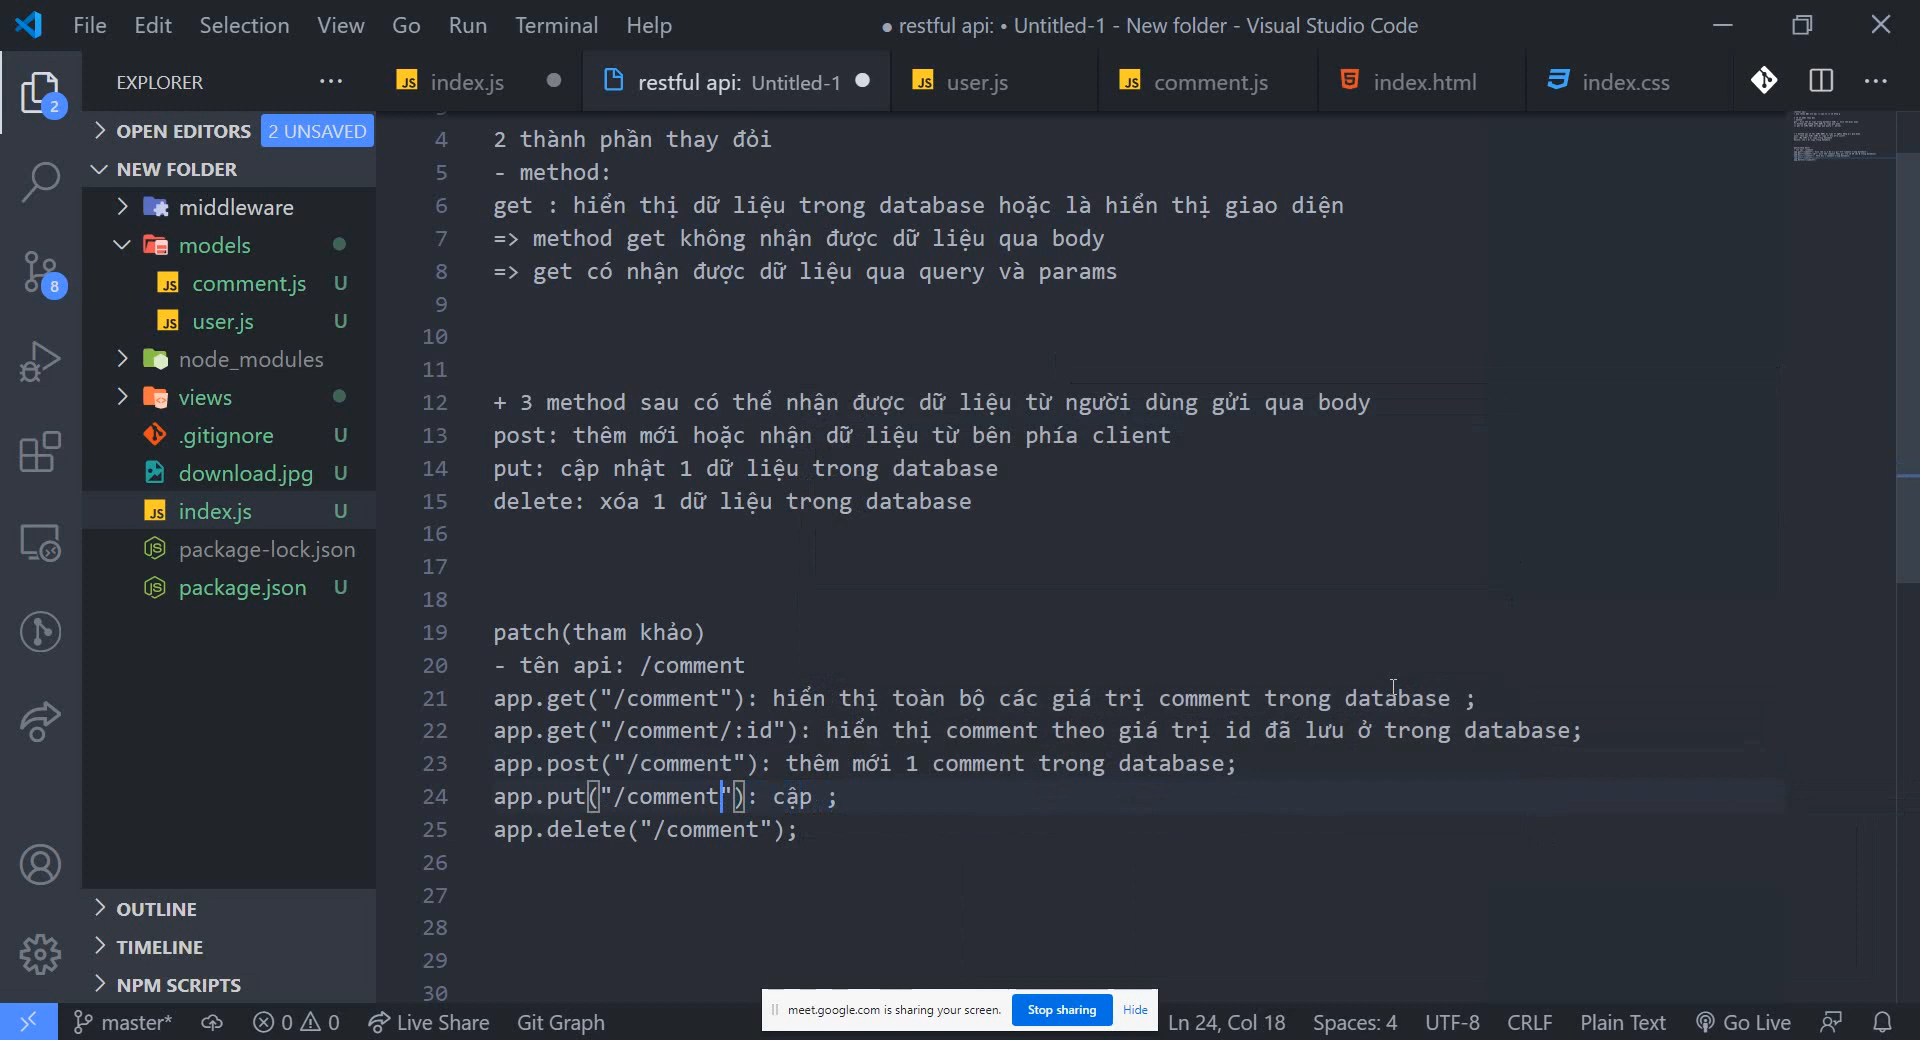 File Edit Selection View Go Run Terminal Help
● restful api: • Untitled-1 - New folder - Visual Studio Code
EXPLORER
index.js
restful api: Untitled-1
user.js
comment.js
index.html
index.css
2
8
OPEN EDITORS 2 UNSAVED
NEW FOLDER
middleware
models
comment.js U
user.js U
node_modules
views
.gitignore U
download.jpg U
index.js U
package-lock.json
package.json U
OUTLINE
TIMELINE
NPM SCRIPTS
4 2 thành phần thay đỏi
5 - method:
6 get : hiển thị dữ liệu trong database hoặc là hiển thị giao diện
7 => method get không nhận được dữ liệu qua body
8 => get có nhận được dữ liệu qua query và params
9
10
11
12 + 3 method sau có thể nhận được dữ liệu từ người dùng gửi qua body
13 post: thêm mới hoặc nhận dữ liệu từ bên phía client
14 put: cập nhật 1 dữ liệu trong database
15 delete: xóa 1 dữ liệu trong database
16
17
18
19 patch(tham khảo)
20 - tên api: /comment
21 app.get("/comment"): hiển thị toàn bộ các giá trị comment trong database ;
22 app.get("/comment/:id"): hiển thị comment theo giá trị id đã lưu ở trong database;
23 app.post("/comment"): thêm mới 1 comment trong database;
24 app.put("/comment"): cập ;
25 app.delete("/comment");
26
27
28
29
30
meet.google.com is sharing your screen. Stop sharing Hide
master* 0 0 Live Share Git Graph Ln 24, Col 18 Spaces: 4 UTF-8 CRLF Plain Text Go Live